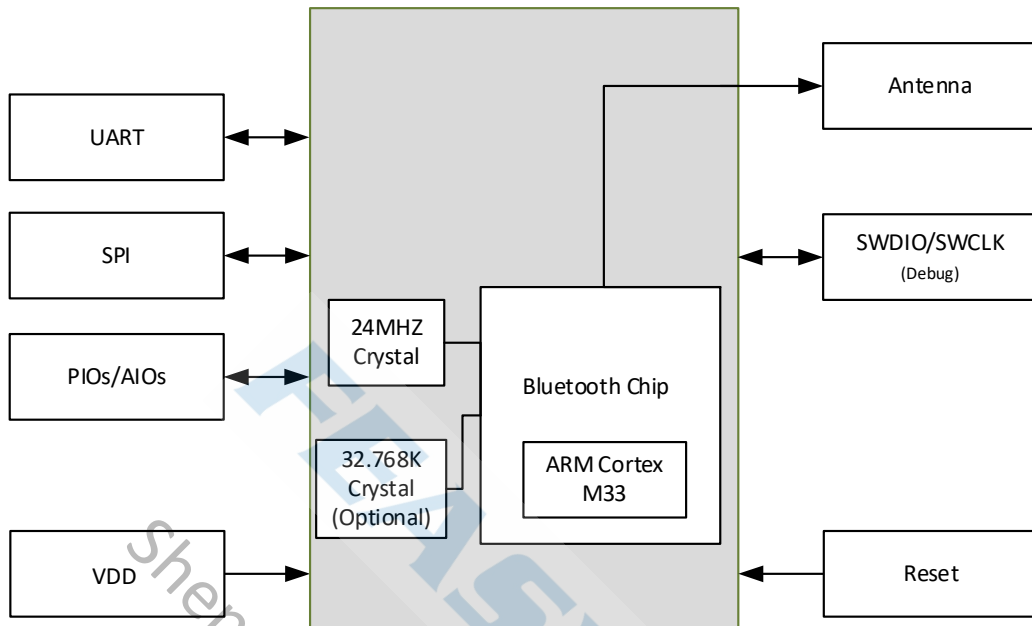 Antenna
UART
SPI
SWDIO/SWCLK
(Debug)
24MHZ
Crystal
PIOs/AIOs
Bluetooth Chip
32.768K
Crystal
(Optional)
ARM Cortex
M33
VDD
Reset